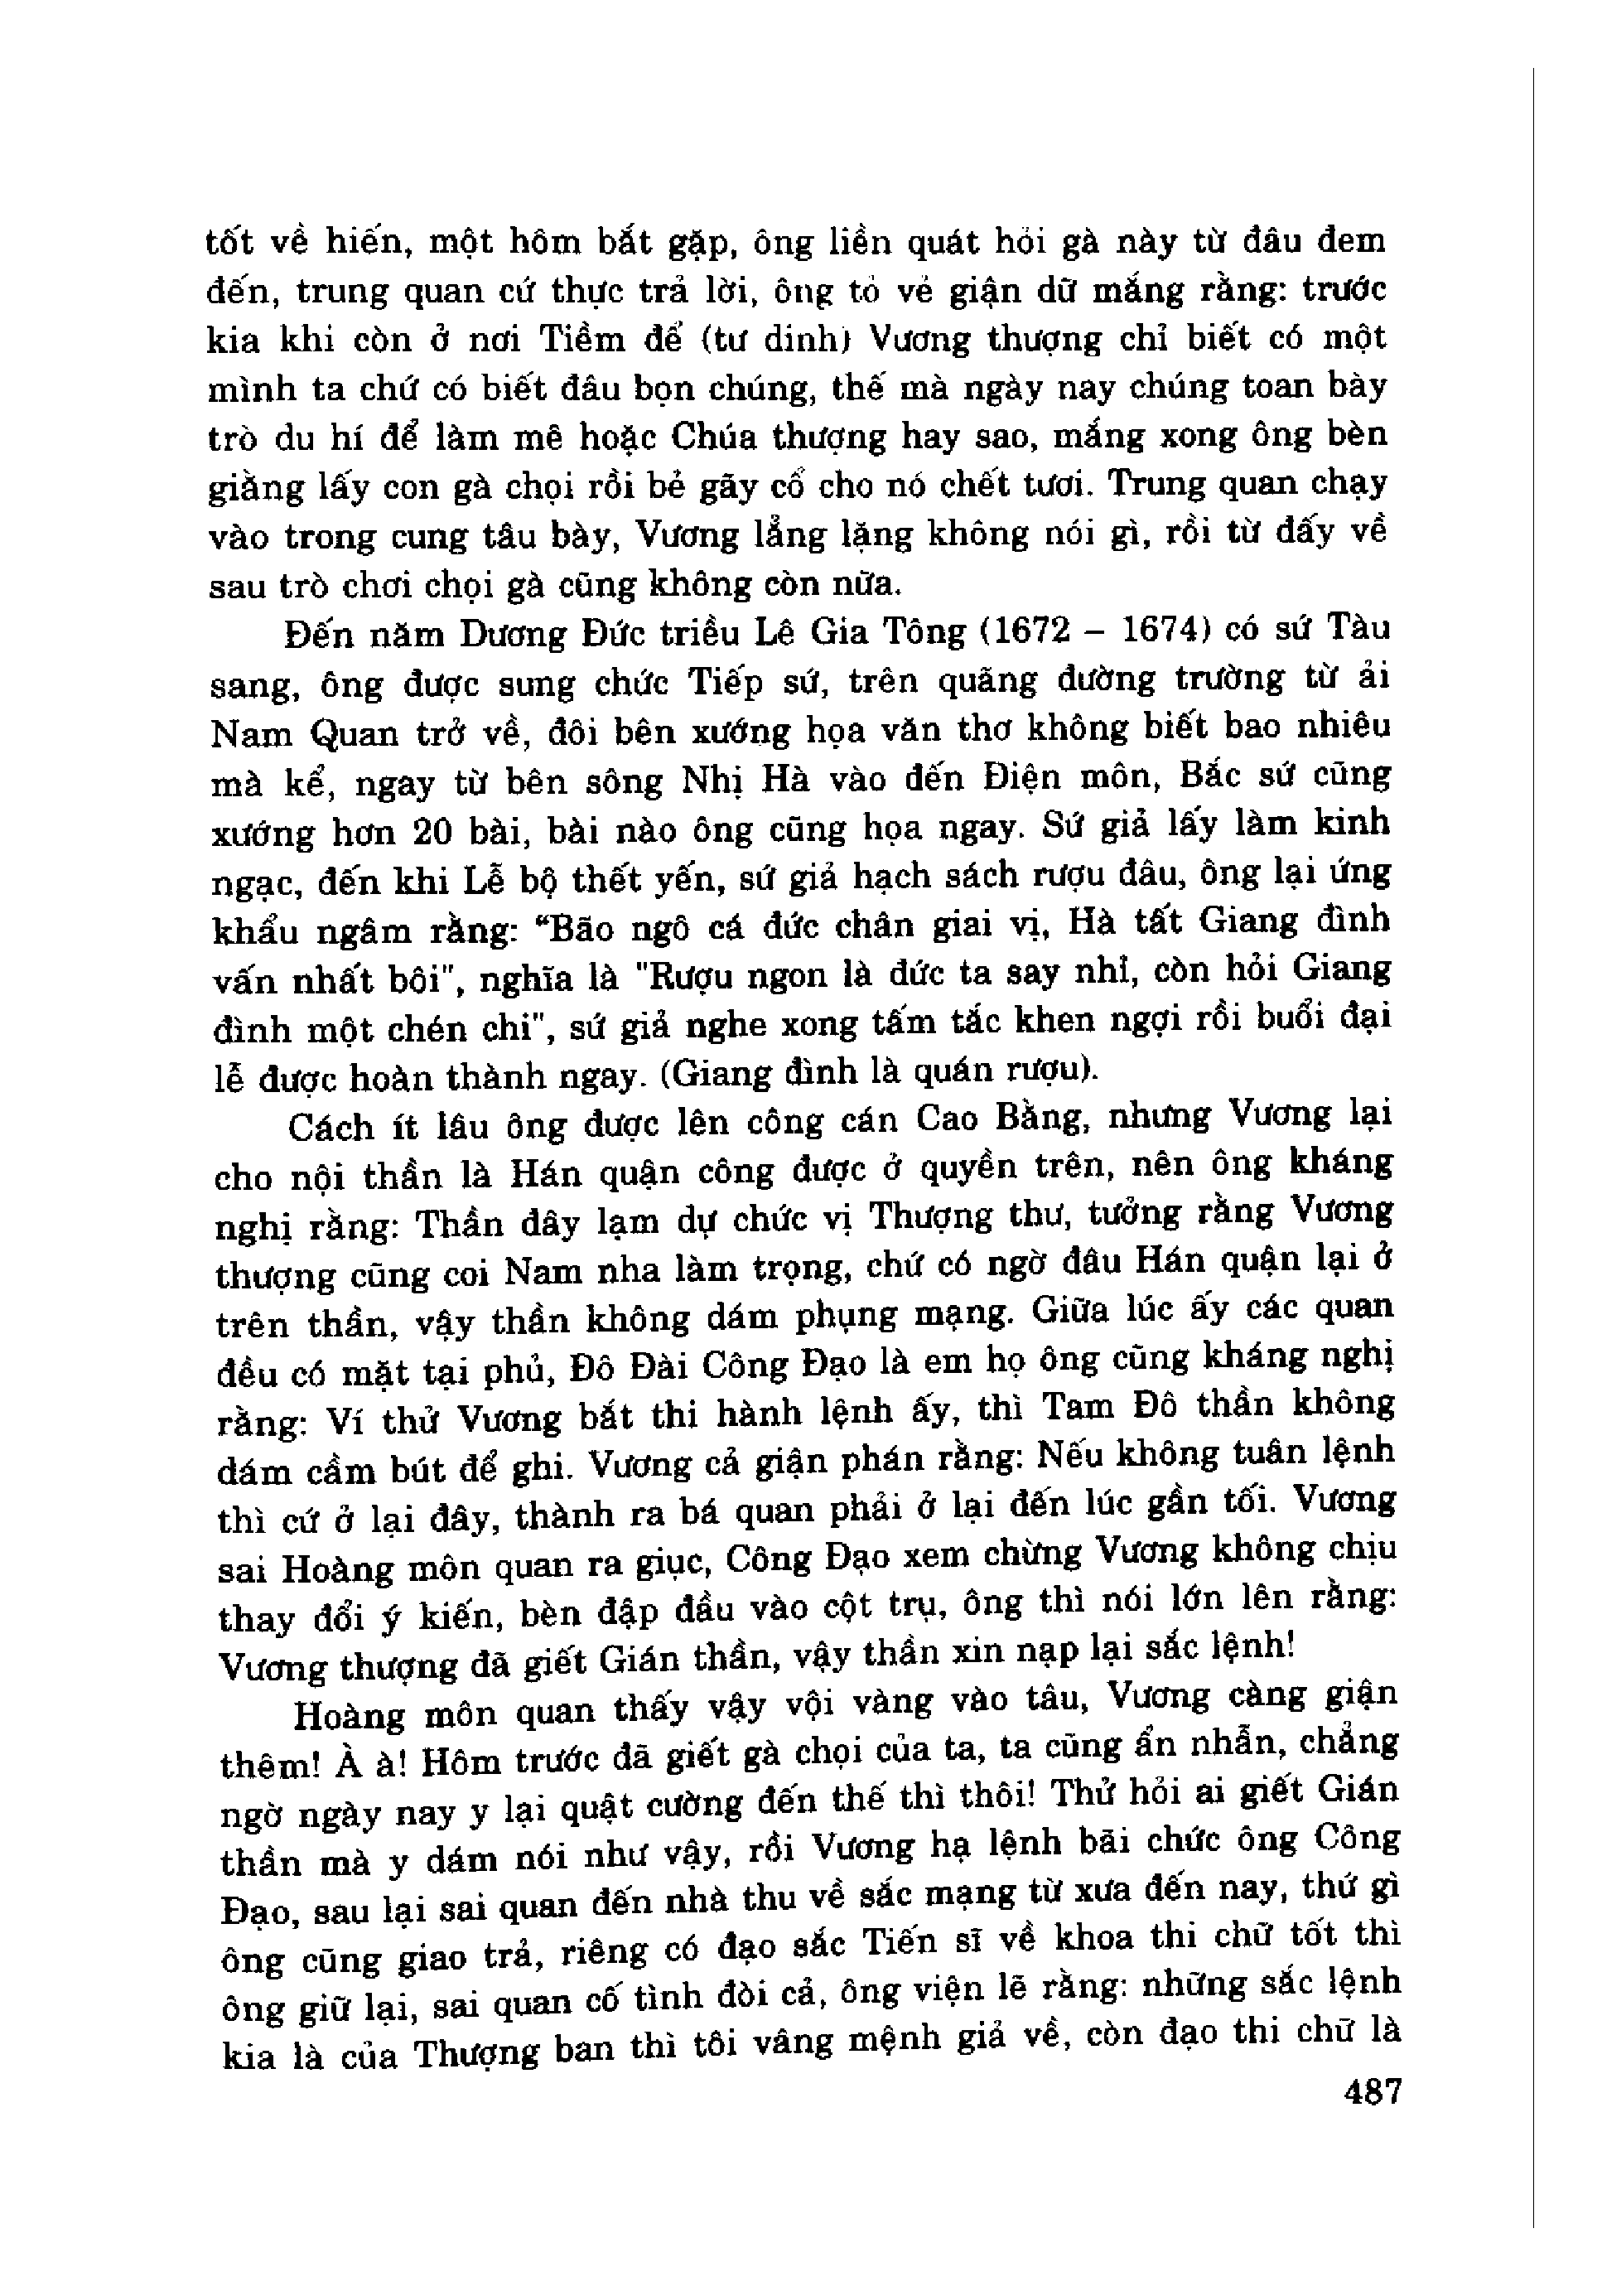 tốt về hiến, một hôm bắt gặp, ông liền quát hỏi gà này từ đâu đem
đến, trung quan cứ thực trả lời, ông tỏ vẻ giận dữ mắng rằng: trước
kia khi còn ở nơi Tiềm để (tư dinh) Vương thượng chỉ biết có một
mình ta chứ có biết đâu bọn chúng, thế mà ngày nay chúng toan bày
trò du hí để làm mê hoặc Chúa thượng hay sao, mắng xong ông bèn
giằng lấy con gà chọi rồi bẻ gãy cổ cho nó chết tươi. Trung quan chạy
vào trong cung tâu bày, Vương lẳng lặng không nói gì, rồi từ đấy về
sau trò chơi chọi gà cũng không còn nữa.
Đến năm Dương Đức triều Lê Gia Tông (1672 – 1674) có sứ Tàu
sang, ông được sung chức Tiếp sứ, trên quãng đường trường từ ải
Nam Quan trở về, đôi bên xướng họa văn thơ không biết bao nhiêu
mà kể, ngay từ bên sông Nhị Hà vào đến Điện môn, Bắc sứ cũng
xướng hơn 20 bài, bài nào ông cũng họa ngay. Sứ giả lấy làm kinh
ngạc, đến khi Lễ bộ thết yến, sứ giả hạch sách rượu đâu, ông lại ứng
khẩu ngâm rằng: “Bão ngô cá đức chân giai vị, Hà tất Giang đình
vấn nhất bôi", nghĩa là "Rượu ngon là đức ta say nhỉ, còn hỏi Giang
đình một chén chi", sứ giả nghe xong tấm tắc khen ngợi rồi buổi đại
lễ được hoàn thành ngay. (Giang đình là quán rượu).
Cách ít lâu ông được lên công cán Cao Bằng, nhưng Vương lại
cho nội thần là Hán quận công được ở quyền trên, nên ông kháng
nghị rằng: Thần đây lạm dự chức vị Thượng thư, tưởng rằng Vương
thượng cũng coi Nam nha làm trọng, chứ có ngờ đâu Hán quận lại ở
trên thần, vậy thần không dám phụng mạng. Giữa lúc ấy các quan
đều có mặt tại phủ, Đô Đài Công Đạo là em họ ông cũng kháng nghị
rằng: Ví thử Vương bắt thi hành lệnh ấy, thì Tam Đô thần không
dám cầm bút để ghi. Vương cả giận phán rằng: Nếu không tuân lệnh
thì cứ ở lại đây, thành ra bá quan phải ở lại đến lúc gần tối. Vương
sai Hoàng môn quan ra giục, Công Đạo xem chừng Vương không chịu
thay đổi ý kiến, bèn đập đầu vào cột trụ, ông thì nói lớn lên rằng:
Vương thượng đã giết Gián thần, vậy thần xin nạp lại sắc lệnh!
Hoàng môn quan thấy vậy vội vàng vào tâu, Vương càng giận
thêm! À à! Hôm trước đã giết gà chọi của ta, ta cũng ẩn nhẫn, chẳng
ngờ ngày nay y lại quật cường đến thế thì thôi! Thử hỏi ai giết Gián
thần mà y dám nói như vậy, rồi Vương hạ lệnh bãi chức ông Công
Đạo, sau lại sai quan đến nhà thu về sắc mạng từ xưa đến nay, thứ gì
ông cũng giao trả, riêng có đạo sắc Tiến sĩ về khoa thi chữ tốt thì
ông giữ lại, sai quan cố tình đòi cả, ông viện lẽ rằng: những sắc lệnh
kia là của Thượng ban thì tôi vâng mệnh giả về, còn đạo thi chữ là
487